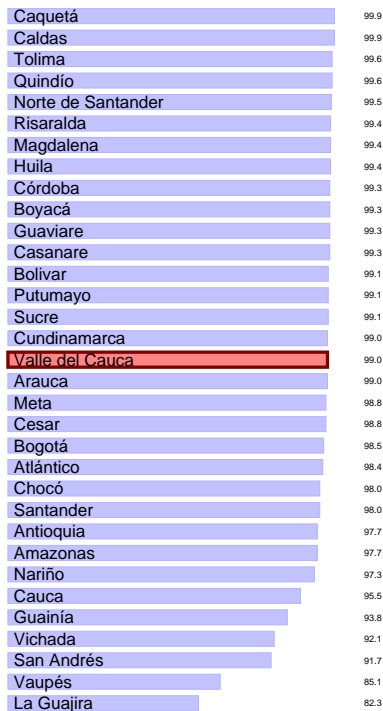 Caquetá 99.9
Caldas 99.9
Tolima 99.6
Quindío 99.6
Norte de Santander 99.5
Risaralda 99.4
Magdalena 99.4
Huila 99.4
Córdoba 99.3
Boyacá 99.3
Guaviare 99.3
Casanare 99.3
Bolivar 99.1
Putumayo 99.1
Sucre 99.1
Cundinamarca 99.0
Valle del Cauca 99.0
Arauca 99.0
Meta 98.8
Cesar 98.8
Bogotá 98.5
Atlántico 98.4
Chocó 98.0
Santander 98.0
Antioquia 97.7
Amazonas 97.7
Nariño 97.3
Cauca 95.5
Guainía 93.8
Vichada 92.1
San Andrés 91.7
Vaupés 85.1
La Guajira 82.3